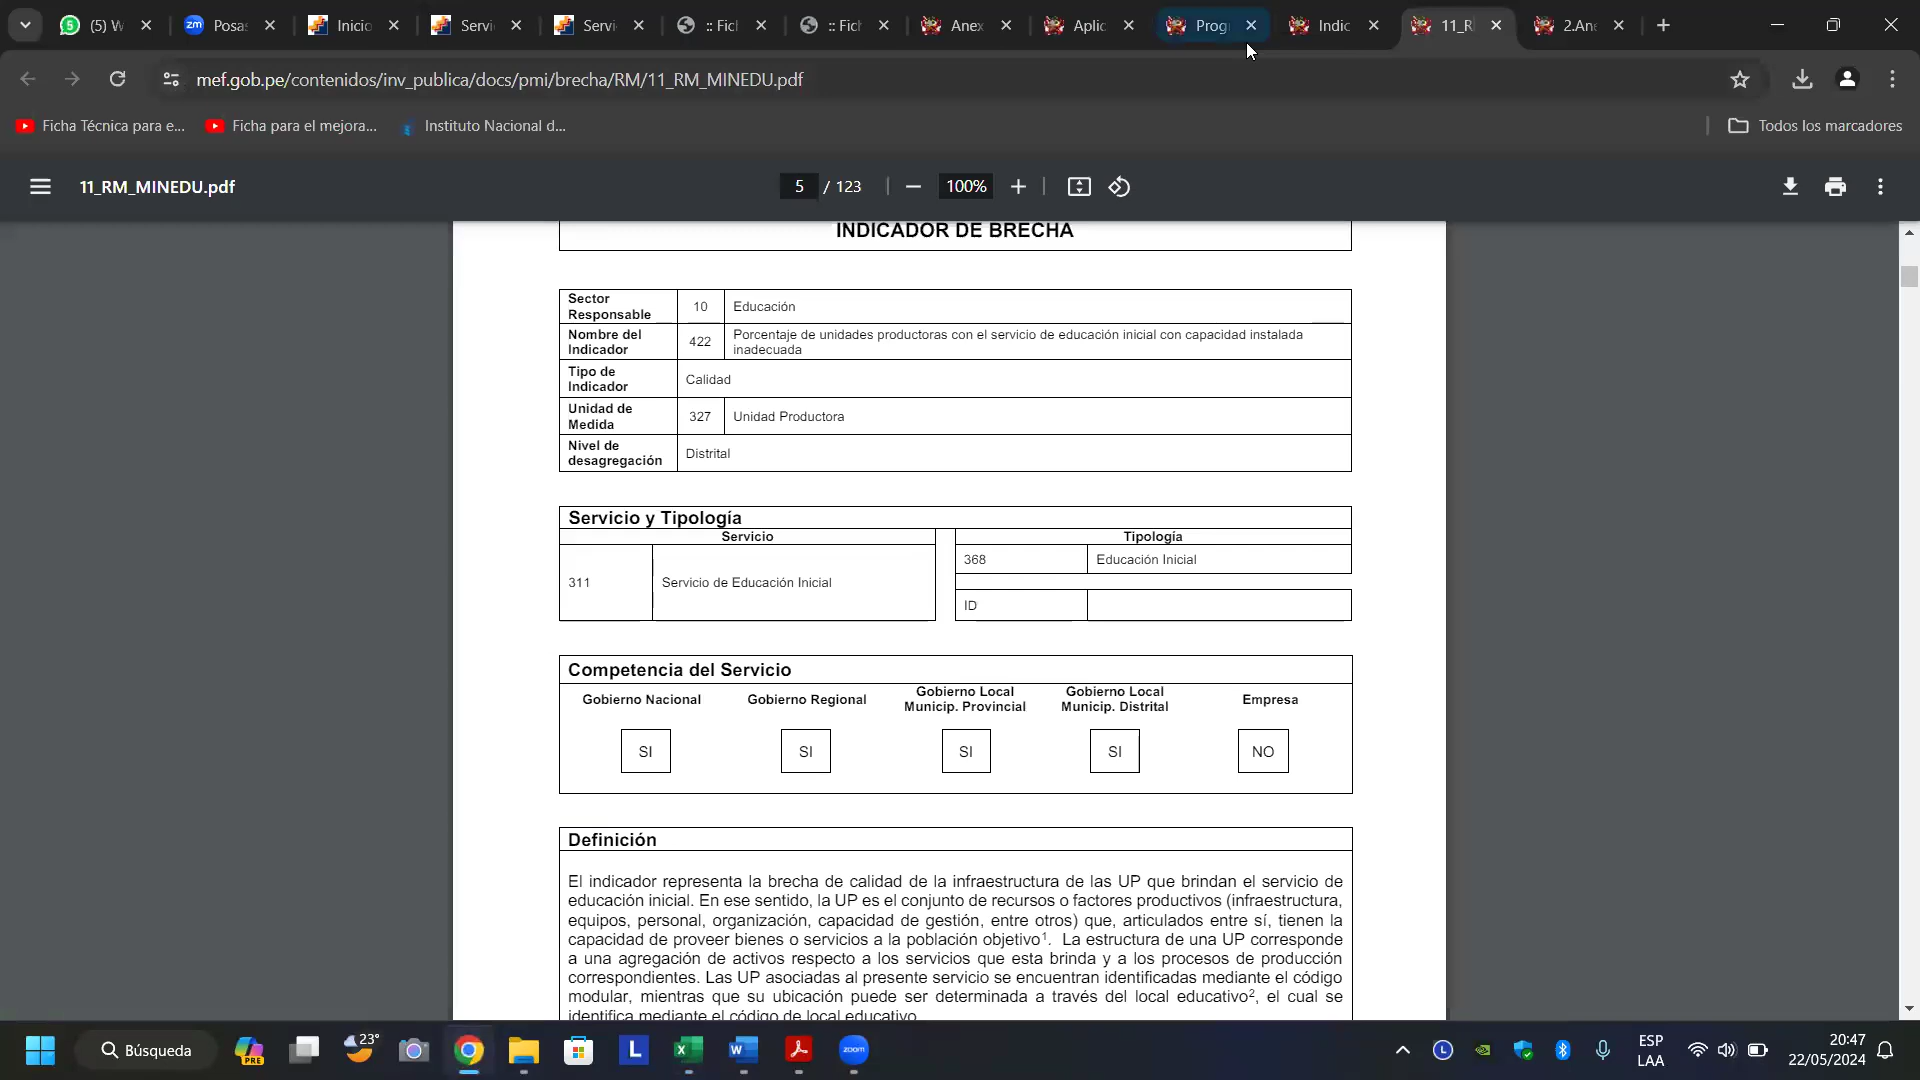 (5) W
Posas
Inicio
Servi
Servi
:: Fich
:: Fich
Anex
Aplic
Prog
Indic
11_R
2.Ane
mef.gob.pe/contenidos/inv_publica/docs/pmi/brecha/RM/11_RM_MINEDU.pdf
Ficha Técnica para e...
Ficha para el mejora...
Instituto Nacional d...
Todos los marcadores
11_RM_MINEDU.pdf
5 / 123
100%
INDICADOR DE BRECHA
Sector Responsable
10
Educación
Nombre del Indicador
422
Porcentaje de unidades productoras con el servicio de educación inicial con capacidad instalada
inadecuada
Tipo de Indicador
Calidad
Unidad de Medida
327
Unidad Productora
Nivel de desagregación
Distrital
Servicio y Tipología
Servicio
Tipología
311
Servicio de Educación Inicial
368
Educación Inicial
ID
Competencia del Servicio
Gobierno Nacional
Gobierno Regional
Gobierno Local Municip. Provincial
Gobierno Local Municip. Distrital
Empresa
SI
SI
SI
SI
NO
Definición
El indicador representa la brecha de calidad de la infraestructura de las UP que brindan el servicio de
educación inicial. En ese sentido, la UP es el conjunto de recursos o factores productivos (infraestructura,
equipos, personal, organización, capacidad de gestión, entre otros) que, articulados entre sí, tienen la
capacidad de proveer bienes o servicios a la población objetivo¹. La estructura de una UP corresponde
a una agregación de activos respecto a los servicios que esta brinda y a los procesos de producción
correspondientes. Las UP asociadas al presente servicio se encuentran identificadas mediante el código
modular, mientras que su ubicación puede ser determinada a través del local educativo², el cual se
identifica mediante el código de local educativo.
Búsqueda
PRE
23°
L
zoom
L
ESP
LAA
20:47
22/05/2024